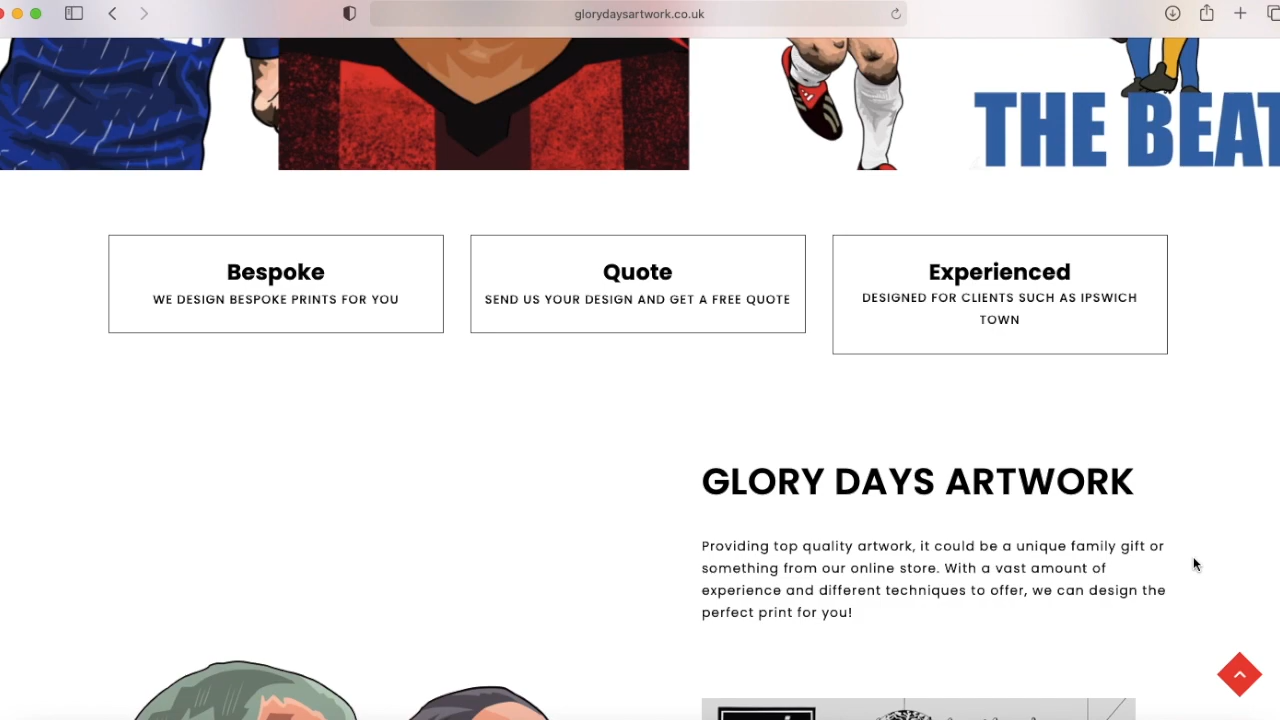 glorydaysartwork.co.uk
THE BEAT
Bespoke
WE DESIGN BESPOKE PRINTS FOR YOU
Quote
SEND US YOUR DESIGN AND GET A FREE QUOTE
Experienced
DESIGNED FOR CLIENTS SUCH AS IPSWICH
TOWN
GLORY DAYS ARTWORK
Providing top quality artwork, it could be a unique family gift or
something from our online store. With a vast amount of
experience and different techniques to offer, we can design the
perfect print for you!